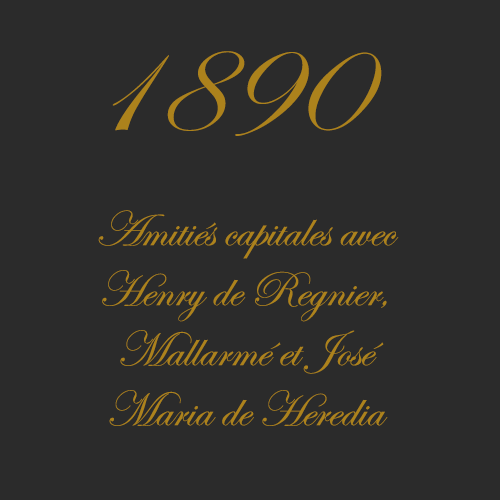 1890
Amitiés capitales avec
Henry de Regnier,
Mallarmé et José
Maria de Heredia